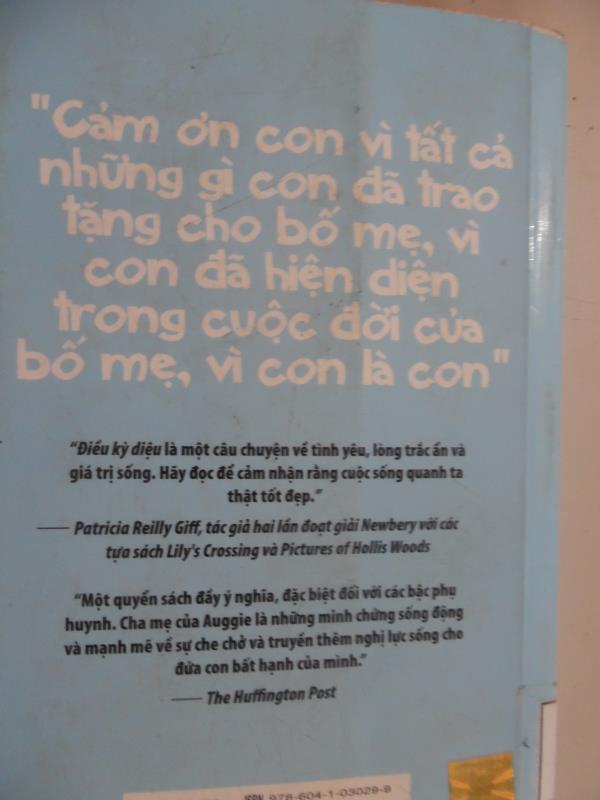 "Cảm ơn con vì tất cả
những gì con đã trao
tặng cho bố mẹ, vì
con đã hiện diện
trong cuộc đời của
bố mẹ, vì con là con"
"Điều kỳ diệu là một câu chuyện về tình yêu, lòng trắc ẩn và
giá trị sống. Hãy đọc để cảm nhận rằng cuộc sống quanh ta
thật tốt đẹp."
— Patricia Reilly Giff, tác giả hai lần đoạt giải Newbery với các
tựa sách Lily's Crossing và Pictures of Hollis Woods
"Một quyển sách đầy ý nghĩa, đặc biệt đối với các bậc phụ
huynh. Cha mẹ của Auggie là những minh chứng sống động
và mạnh mẽ về sự che chở và truyền thêm nghị lực sống cho
đứa con bất hạnh của mình."
— The Huffington Post
ISBN 978-604-1-03029-9